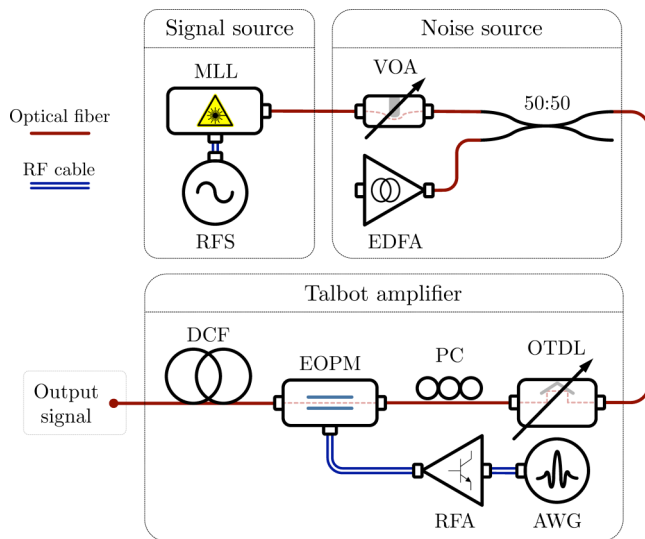 Signal source
Noise source
MLL
VOA
50:50
Optical fiber
RF cable
RFS
EDFA
Talbot amplifier
DCF
EOPM
PC
OTDL
Output
signal
RFA
AWG